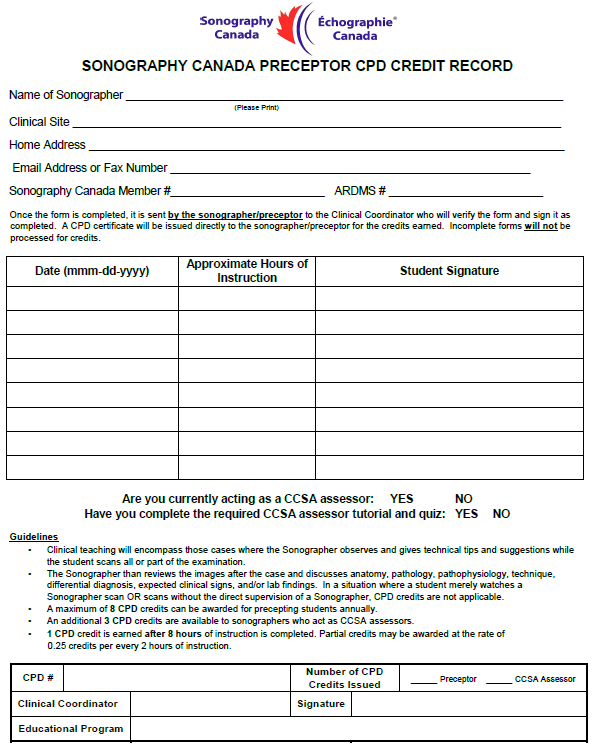 Sonography Canada
Échographie® Canada
SONOGRAPHY CANADA PRECEPTOR CPD CREDIT RECORD
Name of Sonographer
(Please Print)
Clinical Site
Home Address
Email Address or Fax Number
Sonography Canada Member # ARDMS #
Once the form is completed, it is sent by the sonographer/preceptor to the Clinical Coordinator who will verify the form and sign it as
completed. A CPD certificate will be issued directly to the sonographer/preceptor for the credits earned. Incomplete forms will not be
processed for credits.
Date (mmm-dd-yyyy) Approximate Hours of Instruction Student Signature
Are you currently acting as a CCSA assessor: YES NO
Have you complete the required CCSA assessor tutorial and quiz: YES NO
Guidelines
• Clinical teaching will encompass those cases where the Sonographer observes and gives technical tips and suggestions while
the student scans all or part of the examination.
• The Sonographer than reviews the images after the case and discusses anatomy, pathology, pathophysiology, technique,
differential diagnosis, expected clinical signs, and/or lab findings. In a situation where a student merely watches a
Sonographer scan OR scans without the direct supervision of a Sonographer, CPD credits are not applicable.
• A maximum of 8 CPD credits can be awarded for precepting students annually.
• An additional 3 CPD credits are available to sonographers who act as CCSA assessors.
• 1 CPD credit is earned after 8 hours of instruction is completed. Partial credits may be awarded at the rate of
0.25 credits per every 2 hours of instruction.
CPD # Number of CPD Credits Issued _____ Preceptor _____ CCSA Assessor
Clinical Coordinator Signature
Educational Program